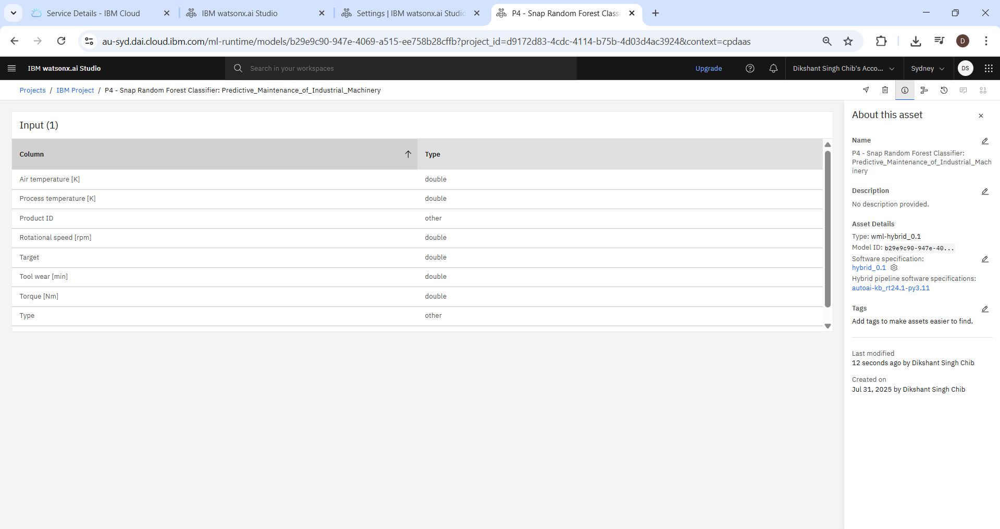 Service Details - IBM Cloud
IBM watsonx.ai Studio
Settings | IBM watsonx.ai Studio
P4 - Snap Random Forest Classi
au-syd.dai.cloud.ibm.com/ml-runtime/models/b29e9c90-947e-4069-a515-ee758b28cffb?project_id=d9172d83-4cdc-4114-b75b-4d03d4ac3924&context=cpdaas
D
IBM watsonx.ai Studio
Search in your workspaces
Upgrade
Dikshant Singh Chib's Acco...
Sydney
DS
Projects / IBM Project / P4 - Snap Random Forest Classifier: Predictive_Maintenance_of_Industrial_Machinery
Input (1)
Column Type
Air temperature [K] double
Process temperature [K] double
Product ID other
Rotational speed [rpm] double
Target double
Tool wear [min] double
Torque [Nm] double
Type other
About this asset
Name
P4 - Snap Random Forest Classifier:
Predictive_Maintenance_of_Industrial_Mach
inery
Description
No description provided.
Asset Details
Type: wml-hybrid_0.1
Model ID: b29e9c90-947e-40...
Software specification:
hybrid_0.1
Hybrid pipeline software specifications:
autoai-kb_rt24.1-py3.11
Tags
Add tags to make assets easier to find.
Last modified
12 seconds ago by Dikshant Singh Chib
Created on
Jul 31, 2025 by Dikshant Singh Chib